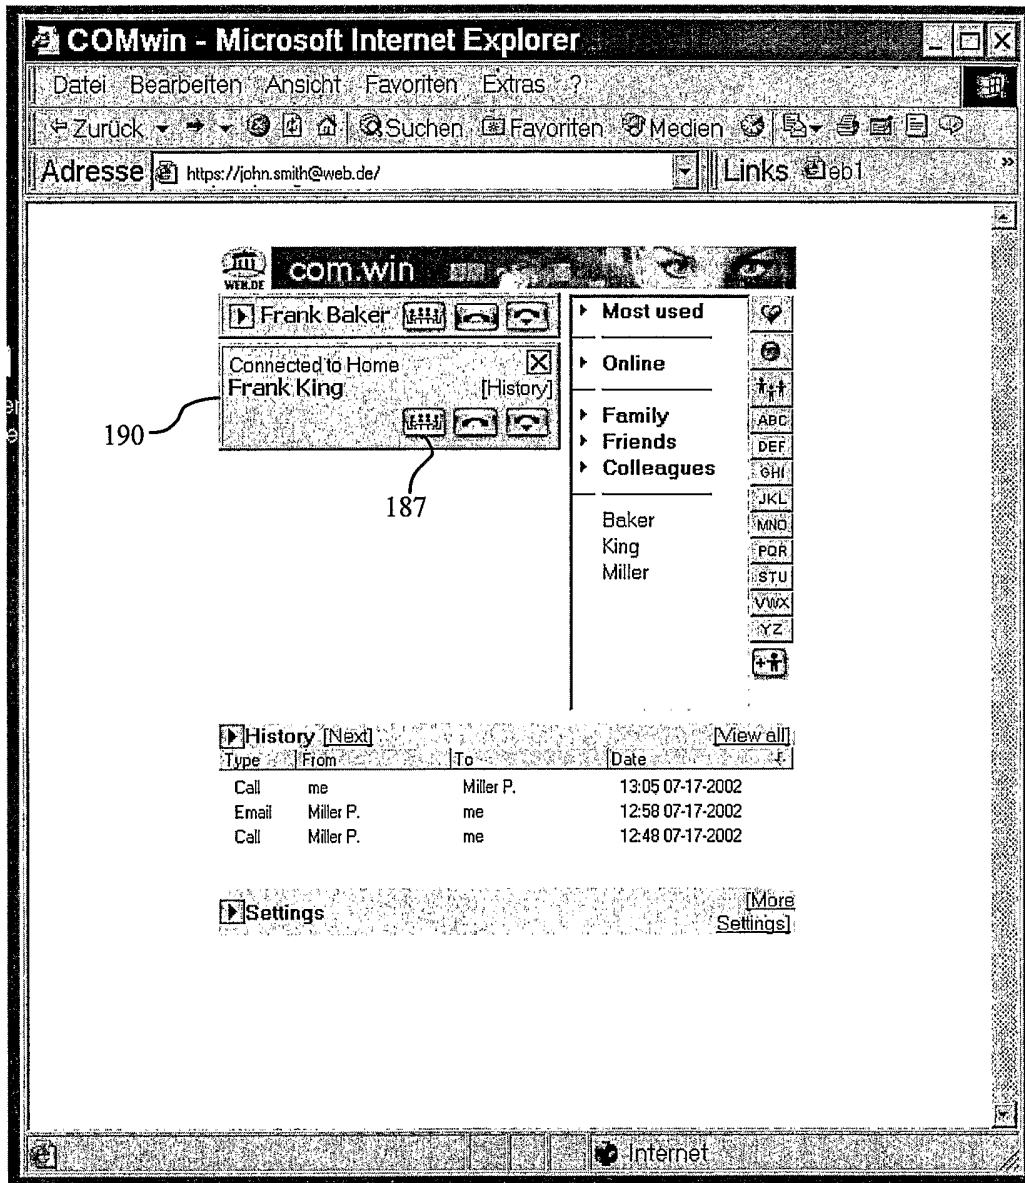 COMwin - Microsoft Internet Explorer
Datei Bearbeiten Ansicht Favoriten Extras ?
Zurück Suchen Favoriten Medien
Adresse https://john.smith@web.de/ Links eb1 »
WEB.DE com.win
Frank Baker
Connected to Home
Frank King [History]
190
187
Most used
Online
Family
Friends
Colleagues
Baker
King
Miller
ABC
DEF
GHI
JKL
MNO
PQR
STU
VWX
YZ
History [Next] [View all]
Type From To Date
Call me Miller P. 13:05 07-17-2002
Email Miller P. me 12:58 07-17-2002
Call Miller P. me 12:48 07-17-2002
Settings [More
Settings]
Internet